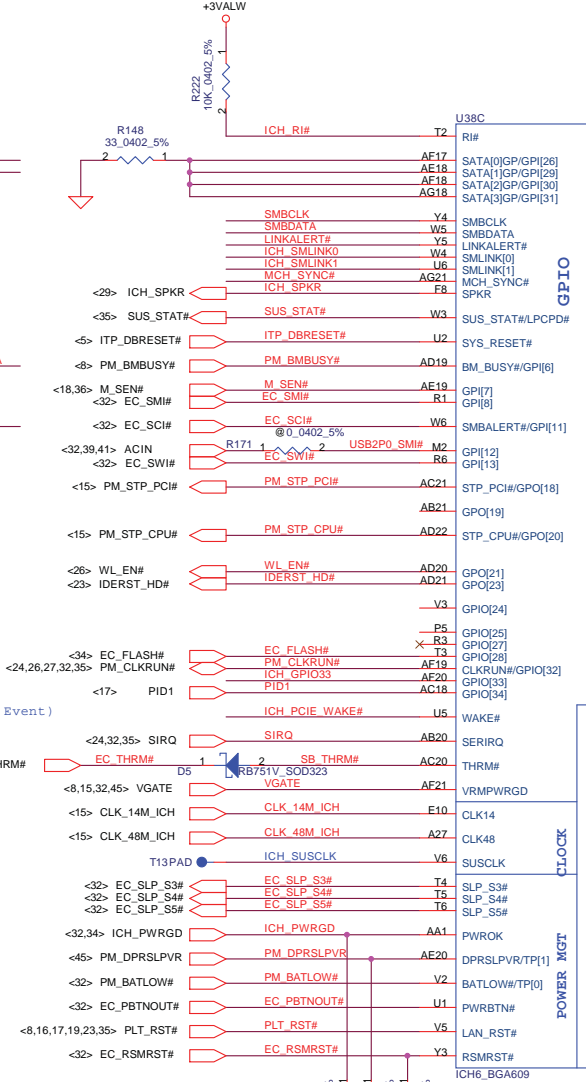 +3VALW
R222
10K_0402_5%
1
2
U38C
ICH_RI# T2 RI#
R148
33_0402_5%
2 1
AF17 SATA[0]GP/GPI[26]
AE18 SATA[1]GP/GPI[29]
AF18 SATA[2]GP/GPI[30]
AG18 SATA[3]GP/GPI[31]
SMBCLK Y4 SMBCLK
SMBDATA W5 SMBDATA
LINKALERT# Y5 LINKALERT#
ICH_SMLINK0 W4 SMLINK[0]
ICH_SMLINK1 U6 SMLINK[1]
MCH_SYNC# AG21 MCH_SYNC#
<29> ICH_SPKR ICH_SPKR F8 SPKR
GPIO
<35> SUS_STAT# SUS_STAT# W3 SUS_STAT#/LPCPD#
<5> ITP_DBRESET# ITP_DBRESET# U2 SYS_RESET#
<8> PM_BMBUSY# PM_BMBUSY# AD19 BM_BUSY#/GPI[6]
<18,36> M_SEN# M_SEN# AE19 GPI[7]
<32> EC_SMI# EC_SMI# R1 GPI[8]
<32> EC_SCI# EC_SCI# W6 SMBALERT#/GPI[11]
@0_0402_5%
<32,39,41> ACIN R171 1 2 USB2P0_SMI# M2 GPI[12]
<32> EC_SWI# EC_SWI# R6 GPI[13]
<15> PM_STP_PCI# PM_STP_PCI# AC21 STP_PCI#/GPO[18]
AB21 GPO[19]
<15> PM_STP_CPU# PM_STP_CPU# AD22 STP_CPU#/GPO[20]
<26> WL_EN# WL_EN# AD20 GPO[21]
<23> IDERST_HD# IDERST_HD# AD21 GPO[23]
V3 GPIO[24]
P5 GPIO[25]
R3 GPIO[27]
<34> EC_FLASH# EC_FLASH# T3 GPIO[28]
<24,26,27,32,35> PM_CLKRUN# PM_CLKRUN# AF19 CLKRUN#/GPIO[32]
ICH_GPIO33 AF20 GPIO[33]
<17> PID1 PID1 AC18 GPIO[34]
Event)
ICH_PCIE_WAKE# U5 WAKE#
<24,32,35> SIRQ SIRQ AB20 SERIRQ
HRM# EC_THRM# 1 2 SB_THRM# AC20 THRM#
D5 RB751V_SOD323
<8,15,32,45> VGATE VGATE AF21 VRMPWRGD
<15> CLK_14M_ICH CLK_14M_ICH E10 CLK14
<15> CLK_48M_ICH CLK_48M_ICH A27 CLK48
CLOCK
T13PAD ICH_SUSCLK V6 SUSCLK
<32> EC_SLP_S3# EC_SLP_S3# T4 SLP_S3#
<32> EC_SLP_S4# EC_SLP_S4# T5 SLP_S4#
<32> EC_SLP_S5# EC_SLP_S5# T6 SLP_S5#
<32,34> ICH_PWRGD ICH_PWRGD AA1 PWROK
<45> PM_DPRSLPVR PM_DPRSLPVR AE20 DPRSLPVR/TP[1]
POWER MGT
<32> PM_BATLOW# PM_BATLOW# V2 BATLOW#/TP[0]
<32> EC_PBTNOUT# EC_PBTNOUT# U1 PWRBTN#
<8,16,17,19,23,35> PLT_RST# PLT_RST# V5 LAN_RST#
<32> EC_RSMRST# EC_RSMRST# Y3 RSMRST#
ICH6_BGA609